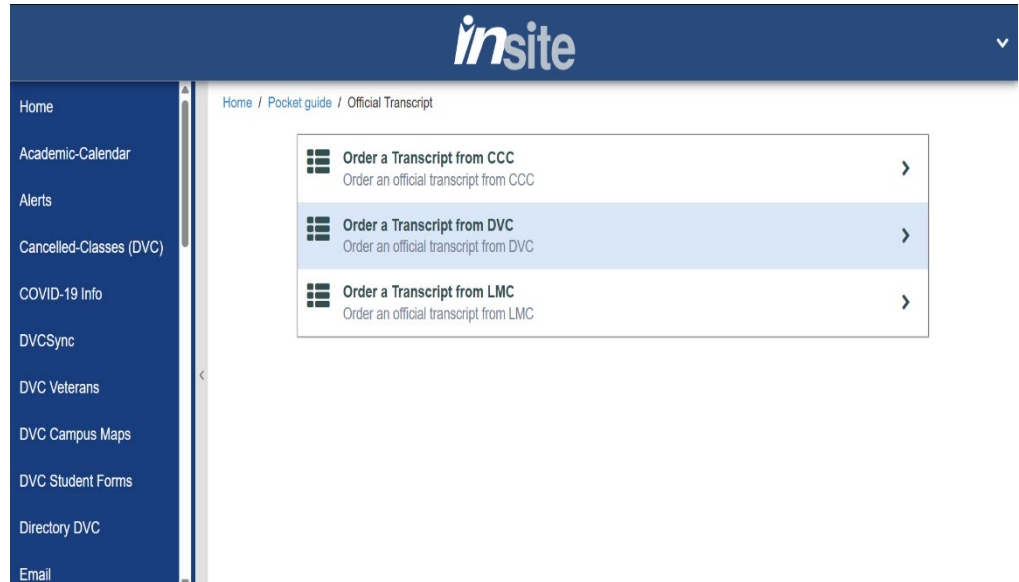 insite
Home
Academic-Calendar
Alerts
Cancelled-Classes (DVC)
COVID-19 Info
DVCSync
DVC Veterans
DVC Campus Maps
DVC Student Forms
Directory DVC
Email
Home / Pocket guide / Official Transcript
Order a Transcript from CCC
Order an official transcript from CCC
Order a Transcript from DVC
Order an official transcript from DVC
Order a Transcript from LMC
Order an official transcript from LMC